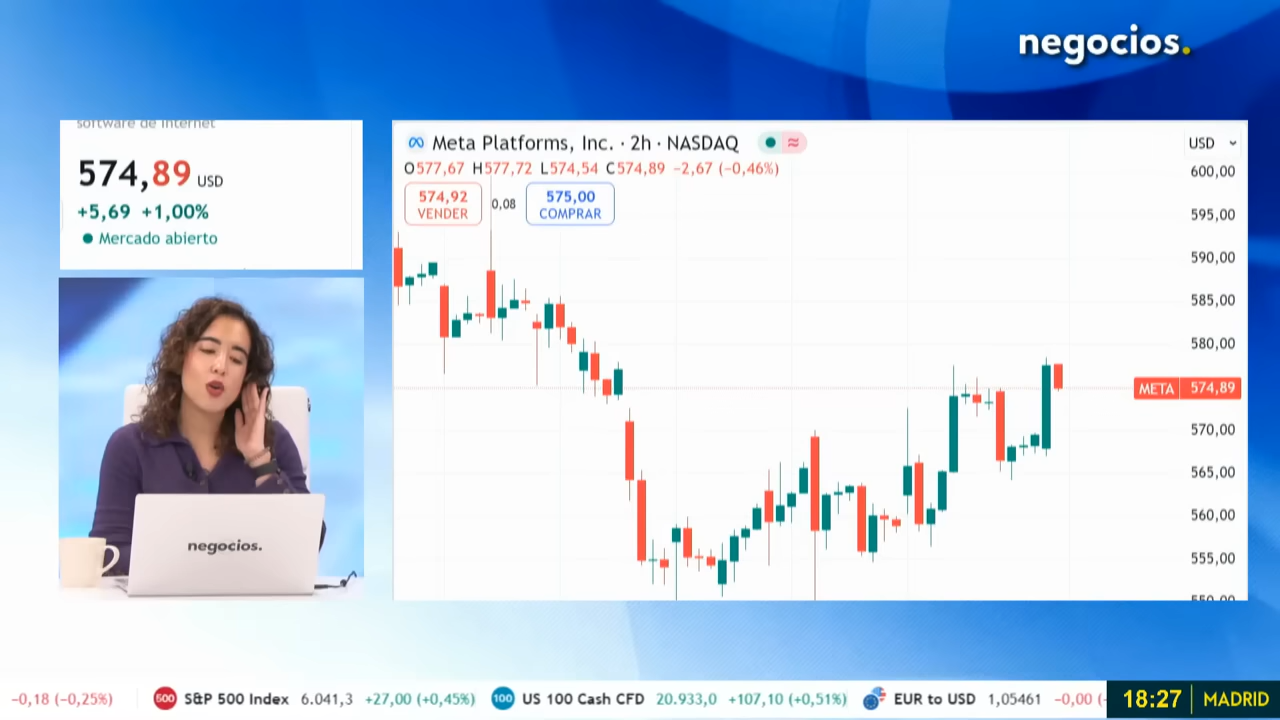 negocios.
software de Internet
574,89 USD
+5,69 +1,00%
Mercado abierto
Meta Platforms, Inc. · 2h · NASDAQ
O577,67 H577,72 L574,54 C574,89 −2,67 (−0,46%)
574,92
VENDER
0,08
575,00
COMPRAR
USD
600,00
595,00
590,00
585,00
580,00
META 574,89
570,00
565,00
560,00
555,00
550,00
negocios.
−0,18 (−0,25%) 500 S&P 500 Index 6.041,3 +27,00 (+0,45%) 100 US 100 Cash CFD 20.933,0 +107,10 (+0,51%) EUR to USD 1,05461 −0,00 (−
18:27 MADRID